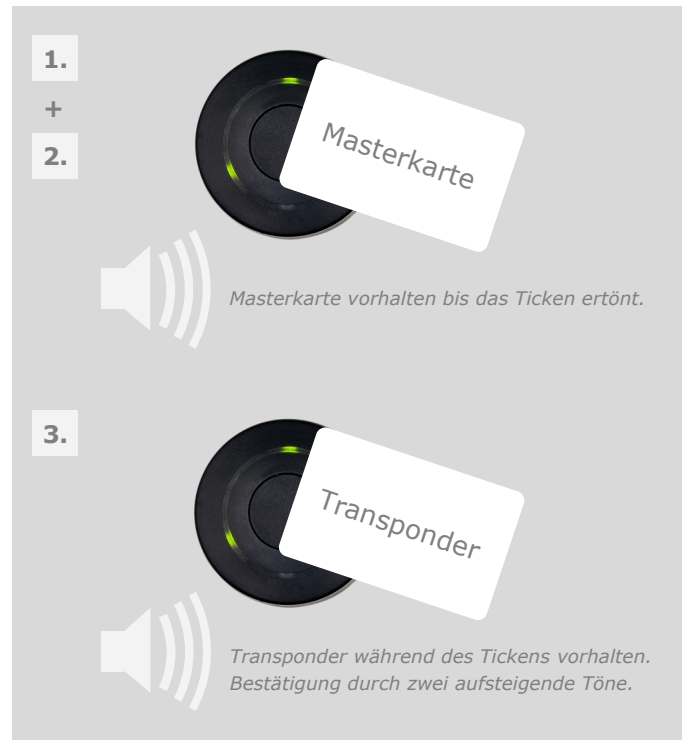 1.
+
2.
Masterkarte
Masterkarte vorhalten bis das Ticken ertönt.
3.
Transponder
Transponder während des Tickens vorhalten.
Bestätigung durch zwei aufsteigende Töne.